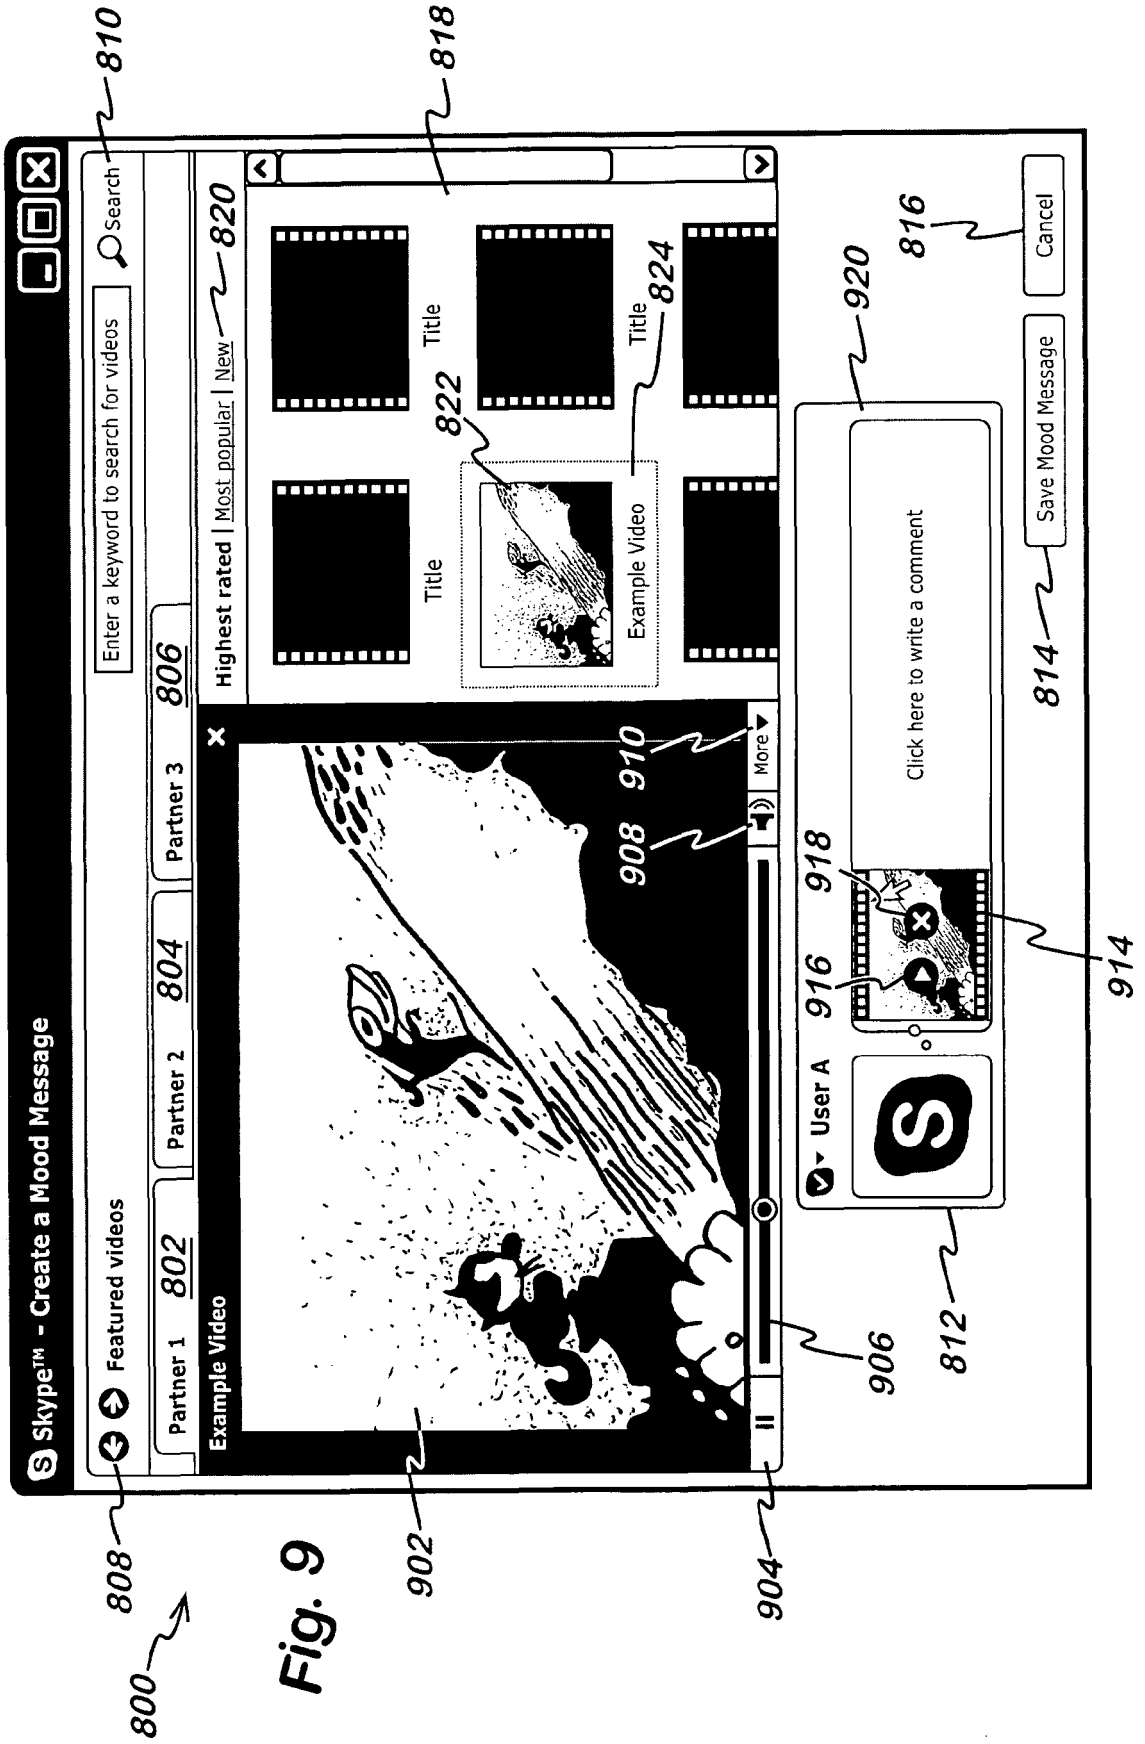 S Skype™ - Create a Mood Message
Featured videos
Enter a keyword to search for videos
Search
810
808
800
Partner 1 802
Partner 2 804
Partner 3 806
Example Video
Highest rated | Most popular | New
820
818
Title
Title
822
Example Video
Title
824
902
904
906
908
910
More
User A
916
918
S
Click here to write a comment
920
812
914
814
Save Mood Message
816
Cancel
Fig. 9